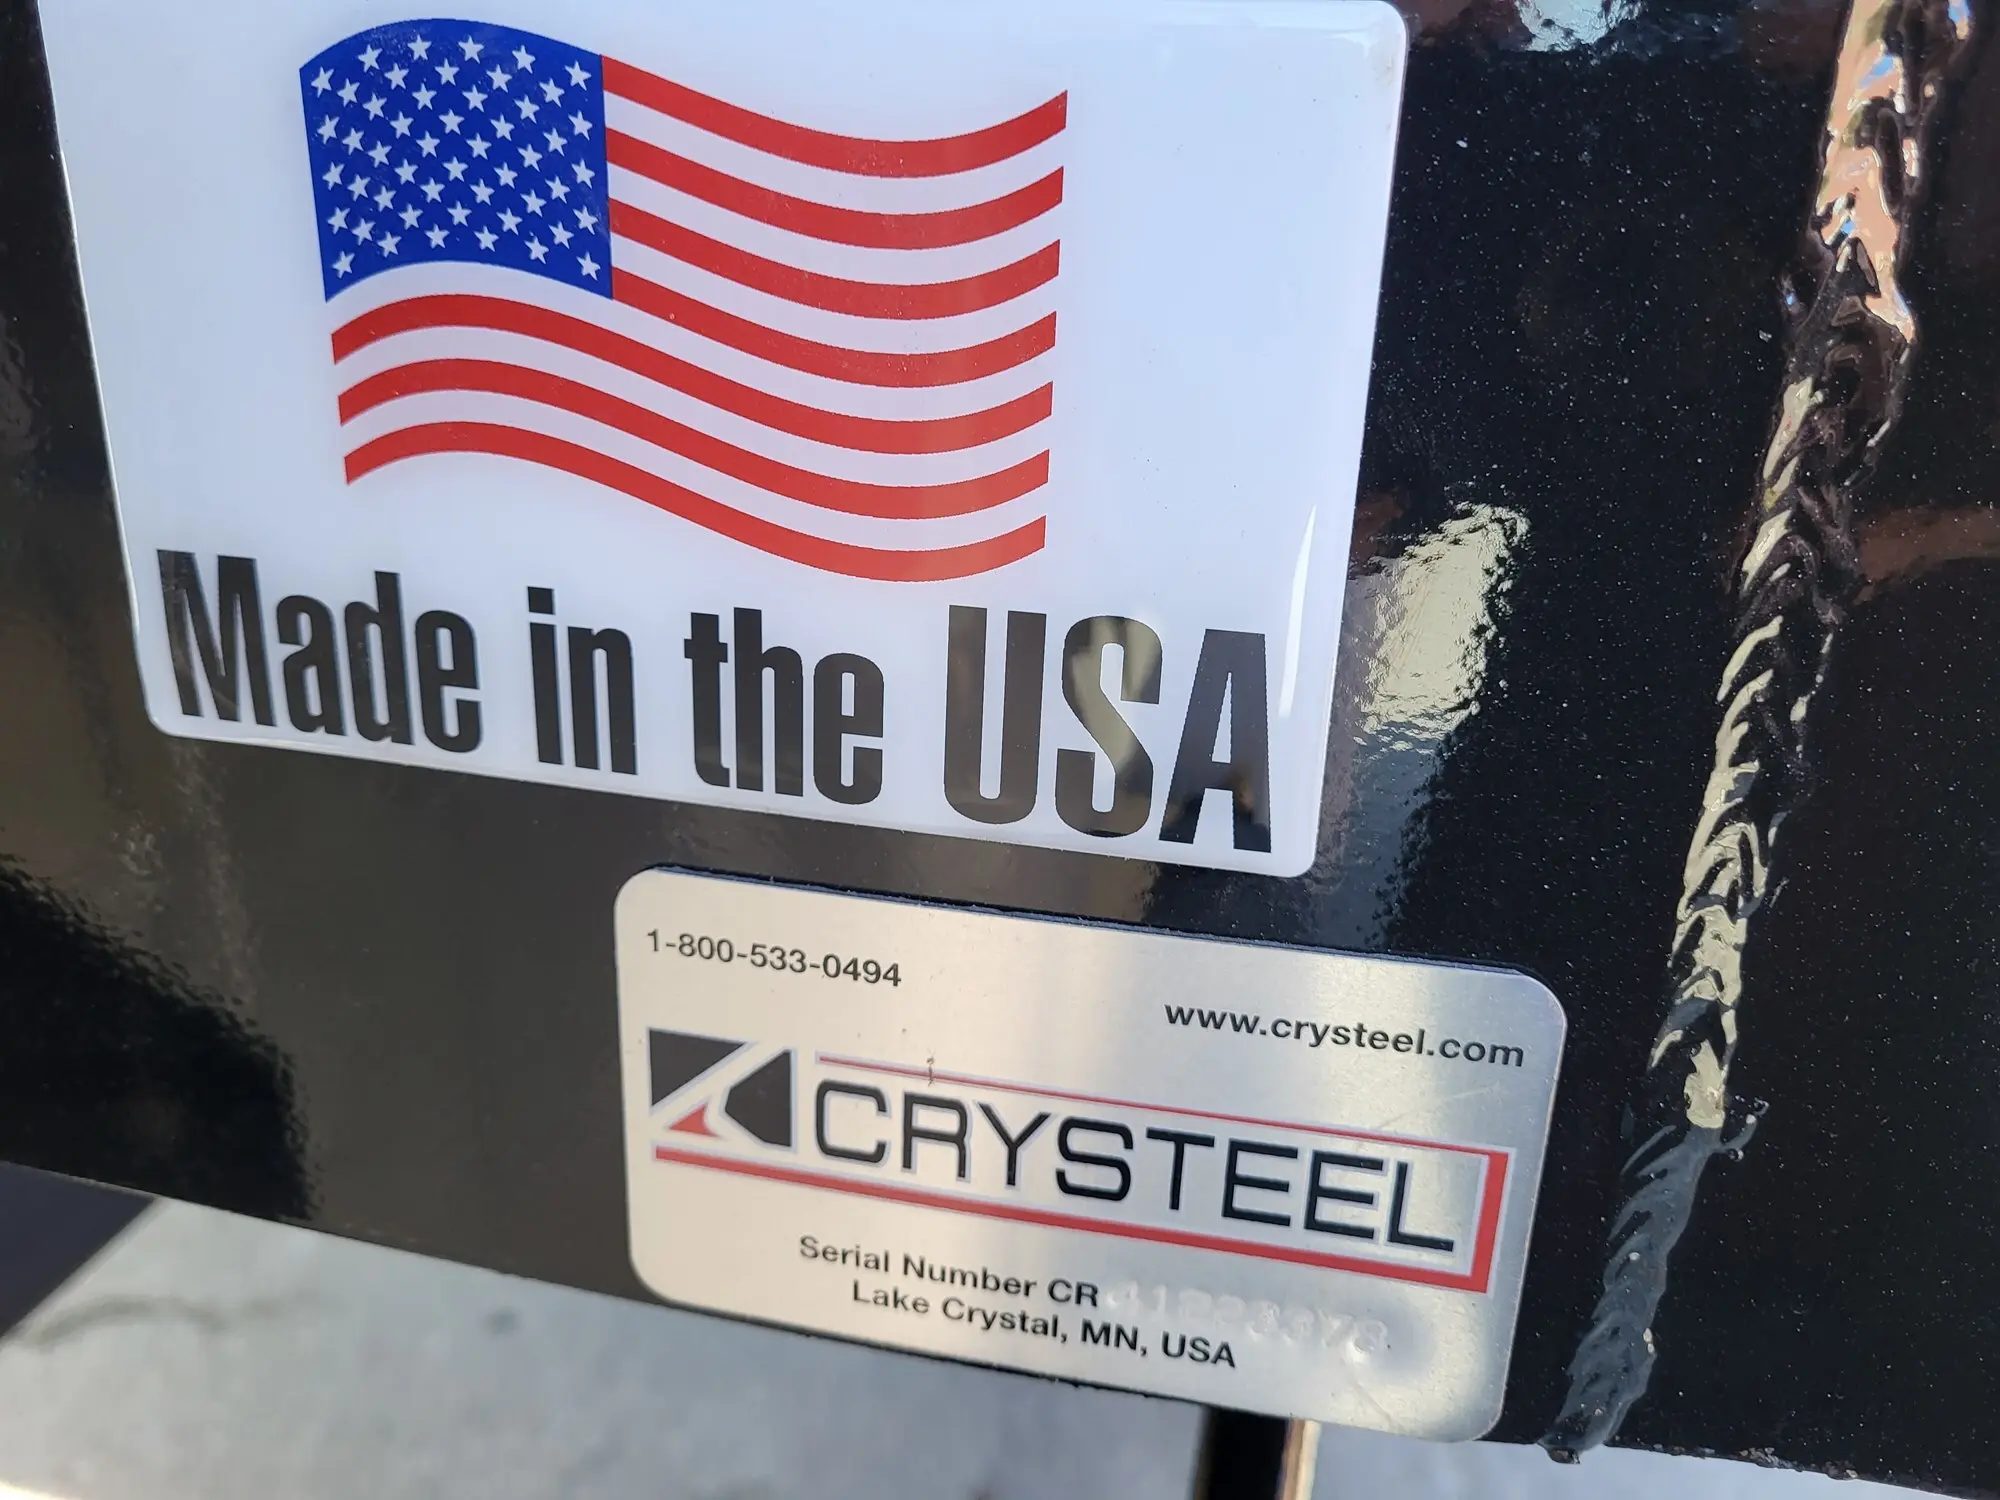 Made in the USA
1-800-533-0494
www.crysteel.com
CRYSTEEL
Serial Number CR
Lake Crystal, MN, USA